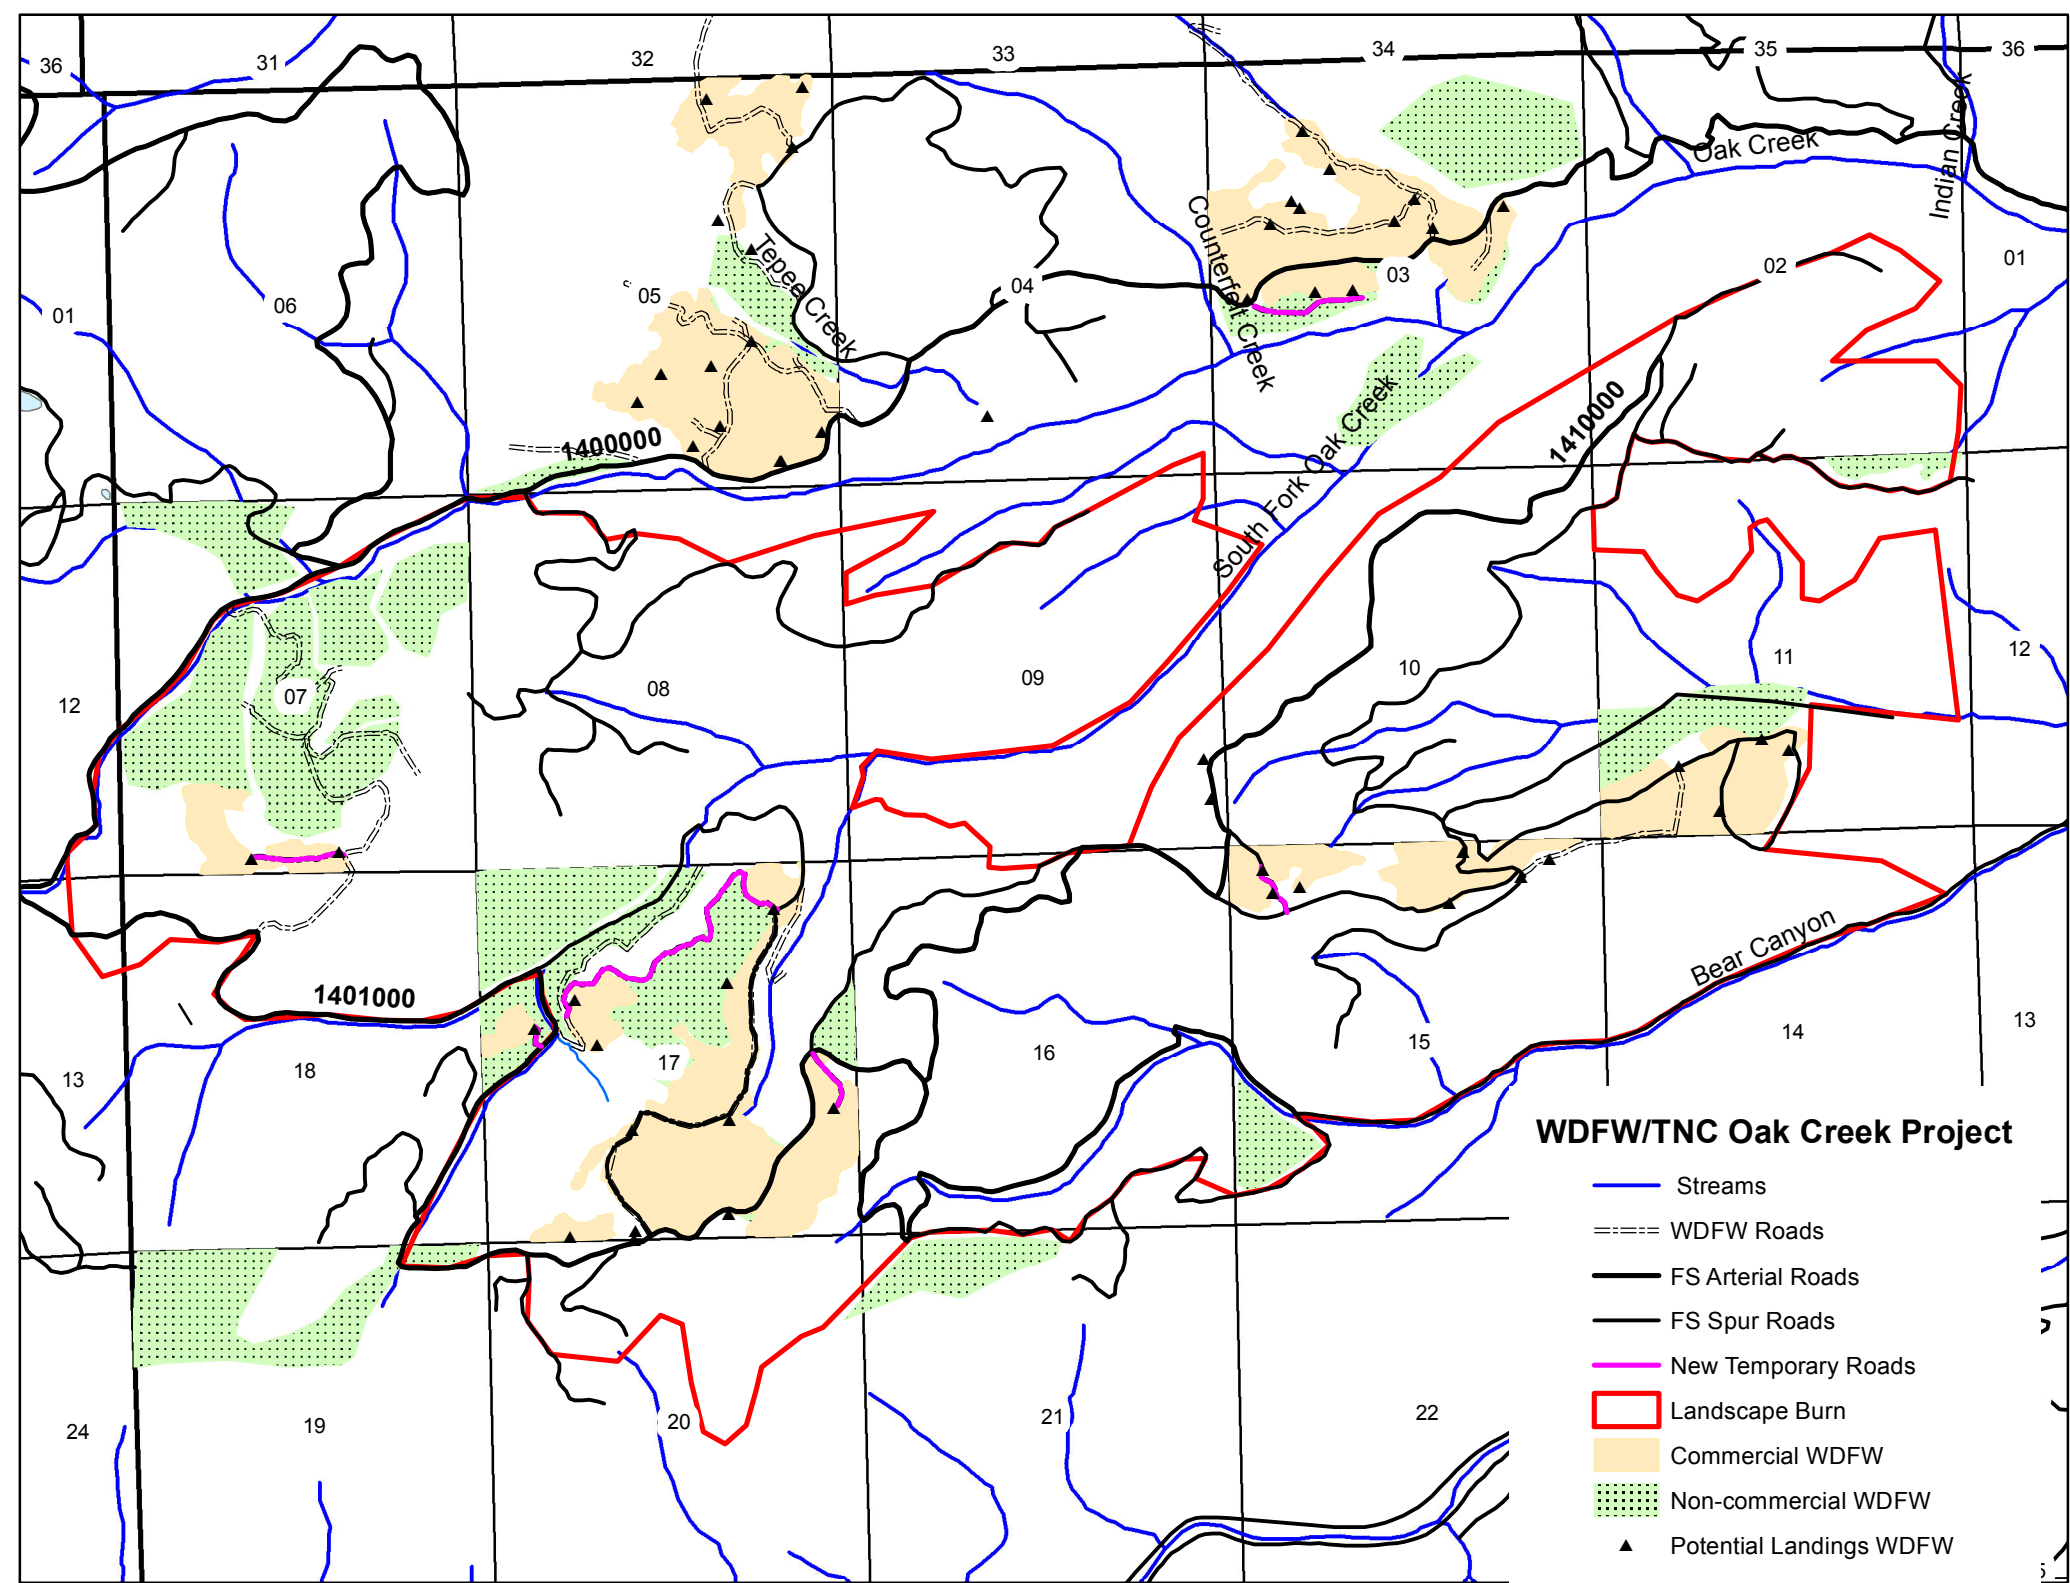 36
31
32
33
34
35
36
Oak Creek
Indian Creek
01
06
05
Tepee Creek
04
Counterfeit Creek
03
02
01
1400000
South Fork Oak Creek
1410000
12
07
08
09
10
11
12
13
18
1401000
17
16
15
Bear Canyon
14
13
24
19
20
21
22
WDFW/TNC Oak Creek Project
Streams
WDFW Roads
FS Arterial Roads
FS Spur Roads
New Temporary Roads
Landscape Burn
Commercial WDFW
Non-commercial WDFW
Potential Landings WDFW